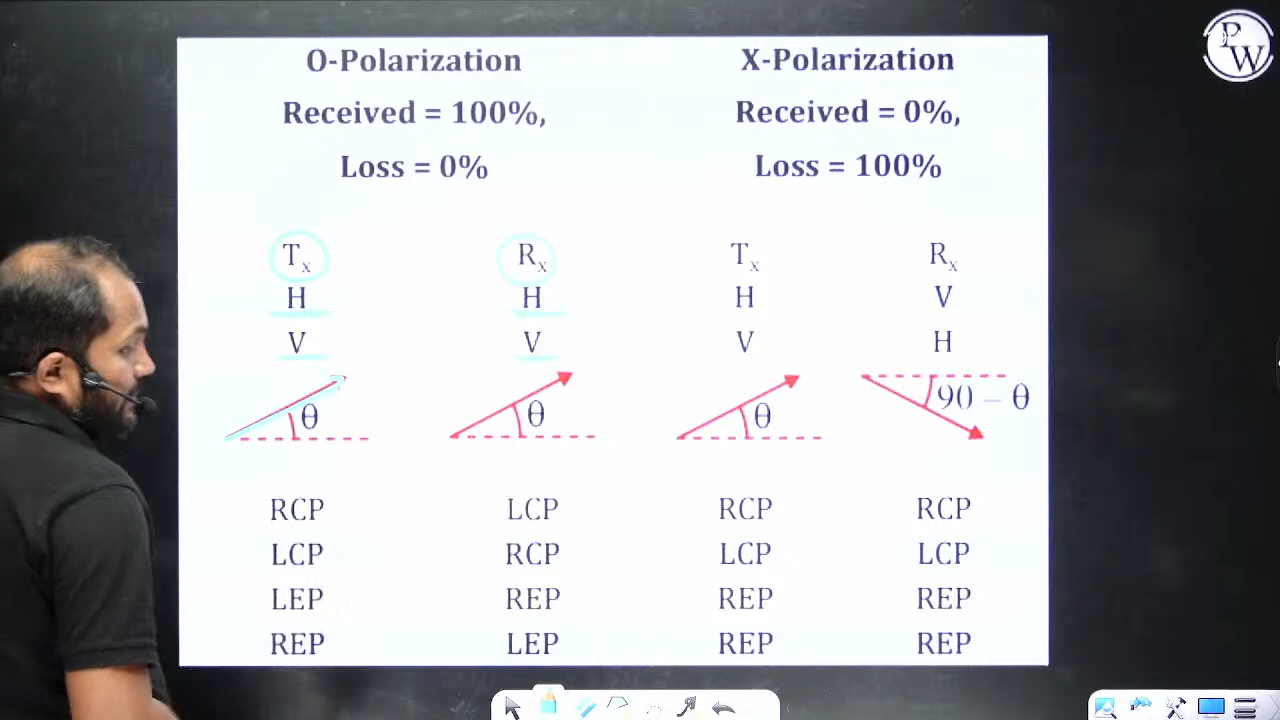 O-Polarization X-Polarization
Received = 100%, Received = 0%,
Loss = 0% Loss = 100%
Tx Rx Tx Rx
H H H V
V V V H
θ θ θ 90 – θ
RCP LCP RCP RCP
LCP RCP LCP LCP
LEP REP REP REP
REP LEP REP REP
PW